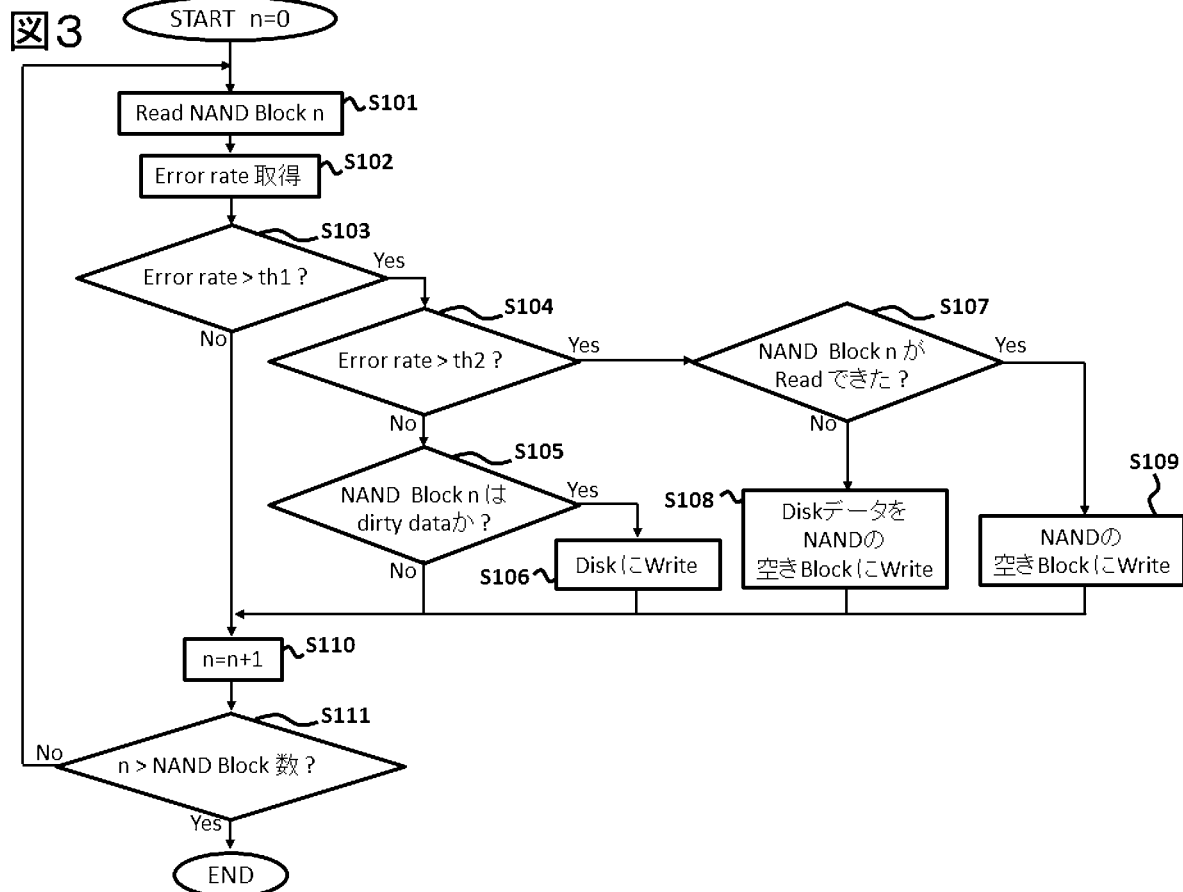 図3
START n=0
Read NAND Block n
S101
Error rate 取得
S102
S103
Error rate > th1 ?
Yes
No
S104
Error rate > th2 ?
Yes
No
S107
NAND Block n が
Read できた ?
Yes
No
S105
NAND Block n は
dirty dataか ?
Yes
No
S106
DiskにWrite
S108
Diskデータを
NANDの
空きBlockにWrite
S109
NANDの
空きBlockにWrite
n=n+1
S110
S111
n > NAND Block 数 ?
No
Yes
END